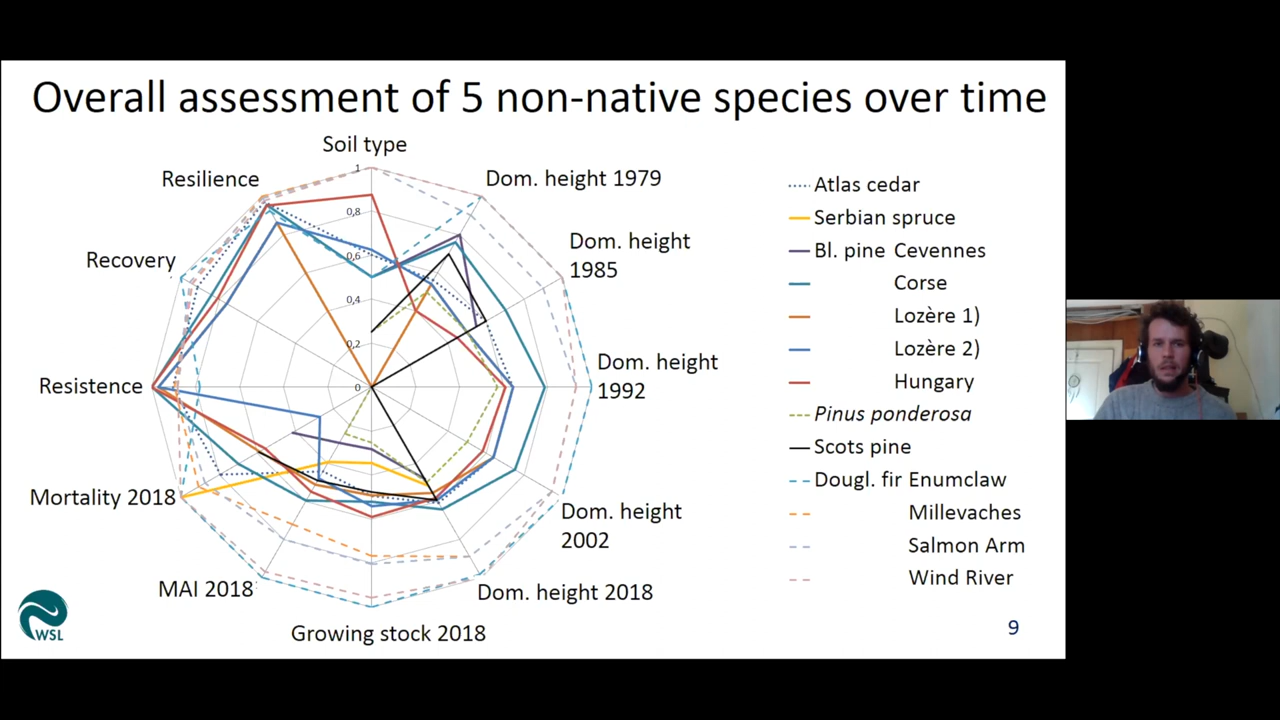 Overall assessment of 5 non-native species over time
Soil type
Resilience
Dom. height 1979
Recovery
Dom. height
1985
Resistence
Dom. height
1992
Mortality 2018
Dom. height
2002
MAI 2018
Dom. height 2018
Growing stock 2018
1
0,8
0,6
0,4
0,2
0
Atlas cedar
Serbian spruce
Bl. pine Cevennes
Corse
Lozère 1)
Lozère 2)
Hungary
Pinus ponderosa
Scots pine
Dougl. fir Enumclaw
Millevaches
Salmon Arm
Wind River
WSL
9